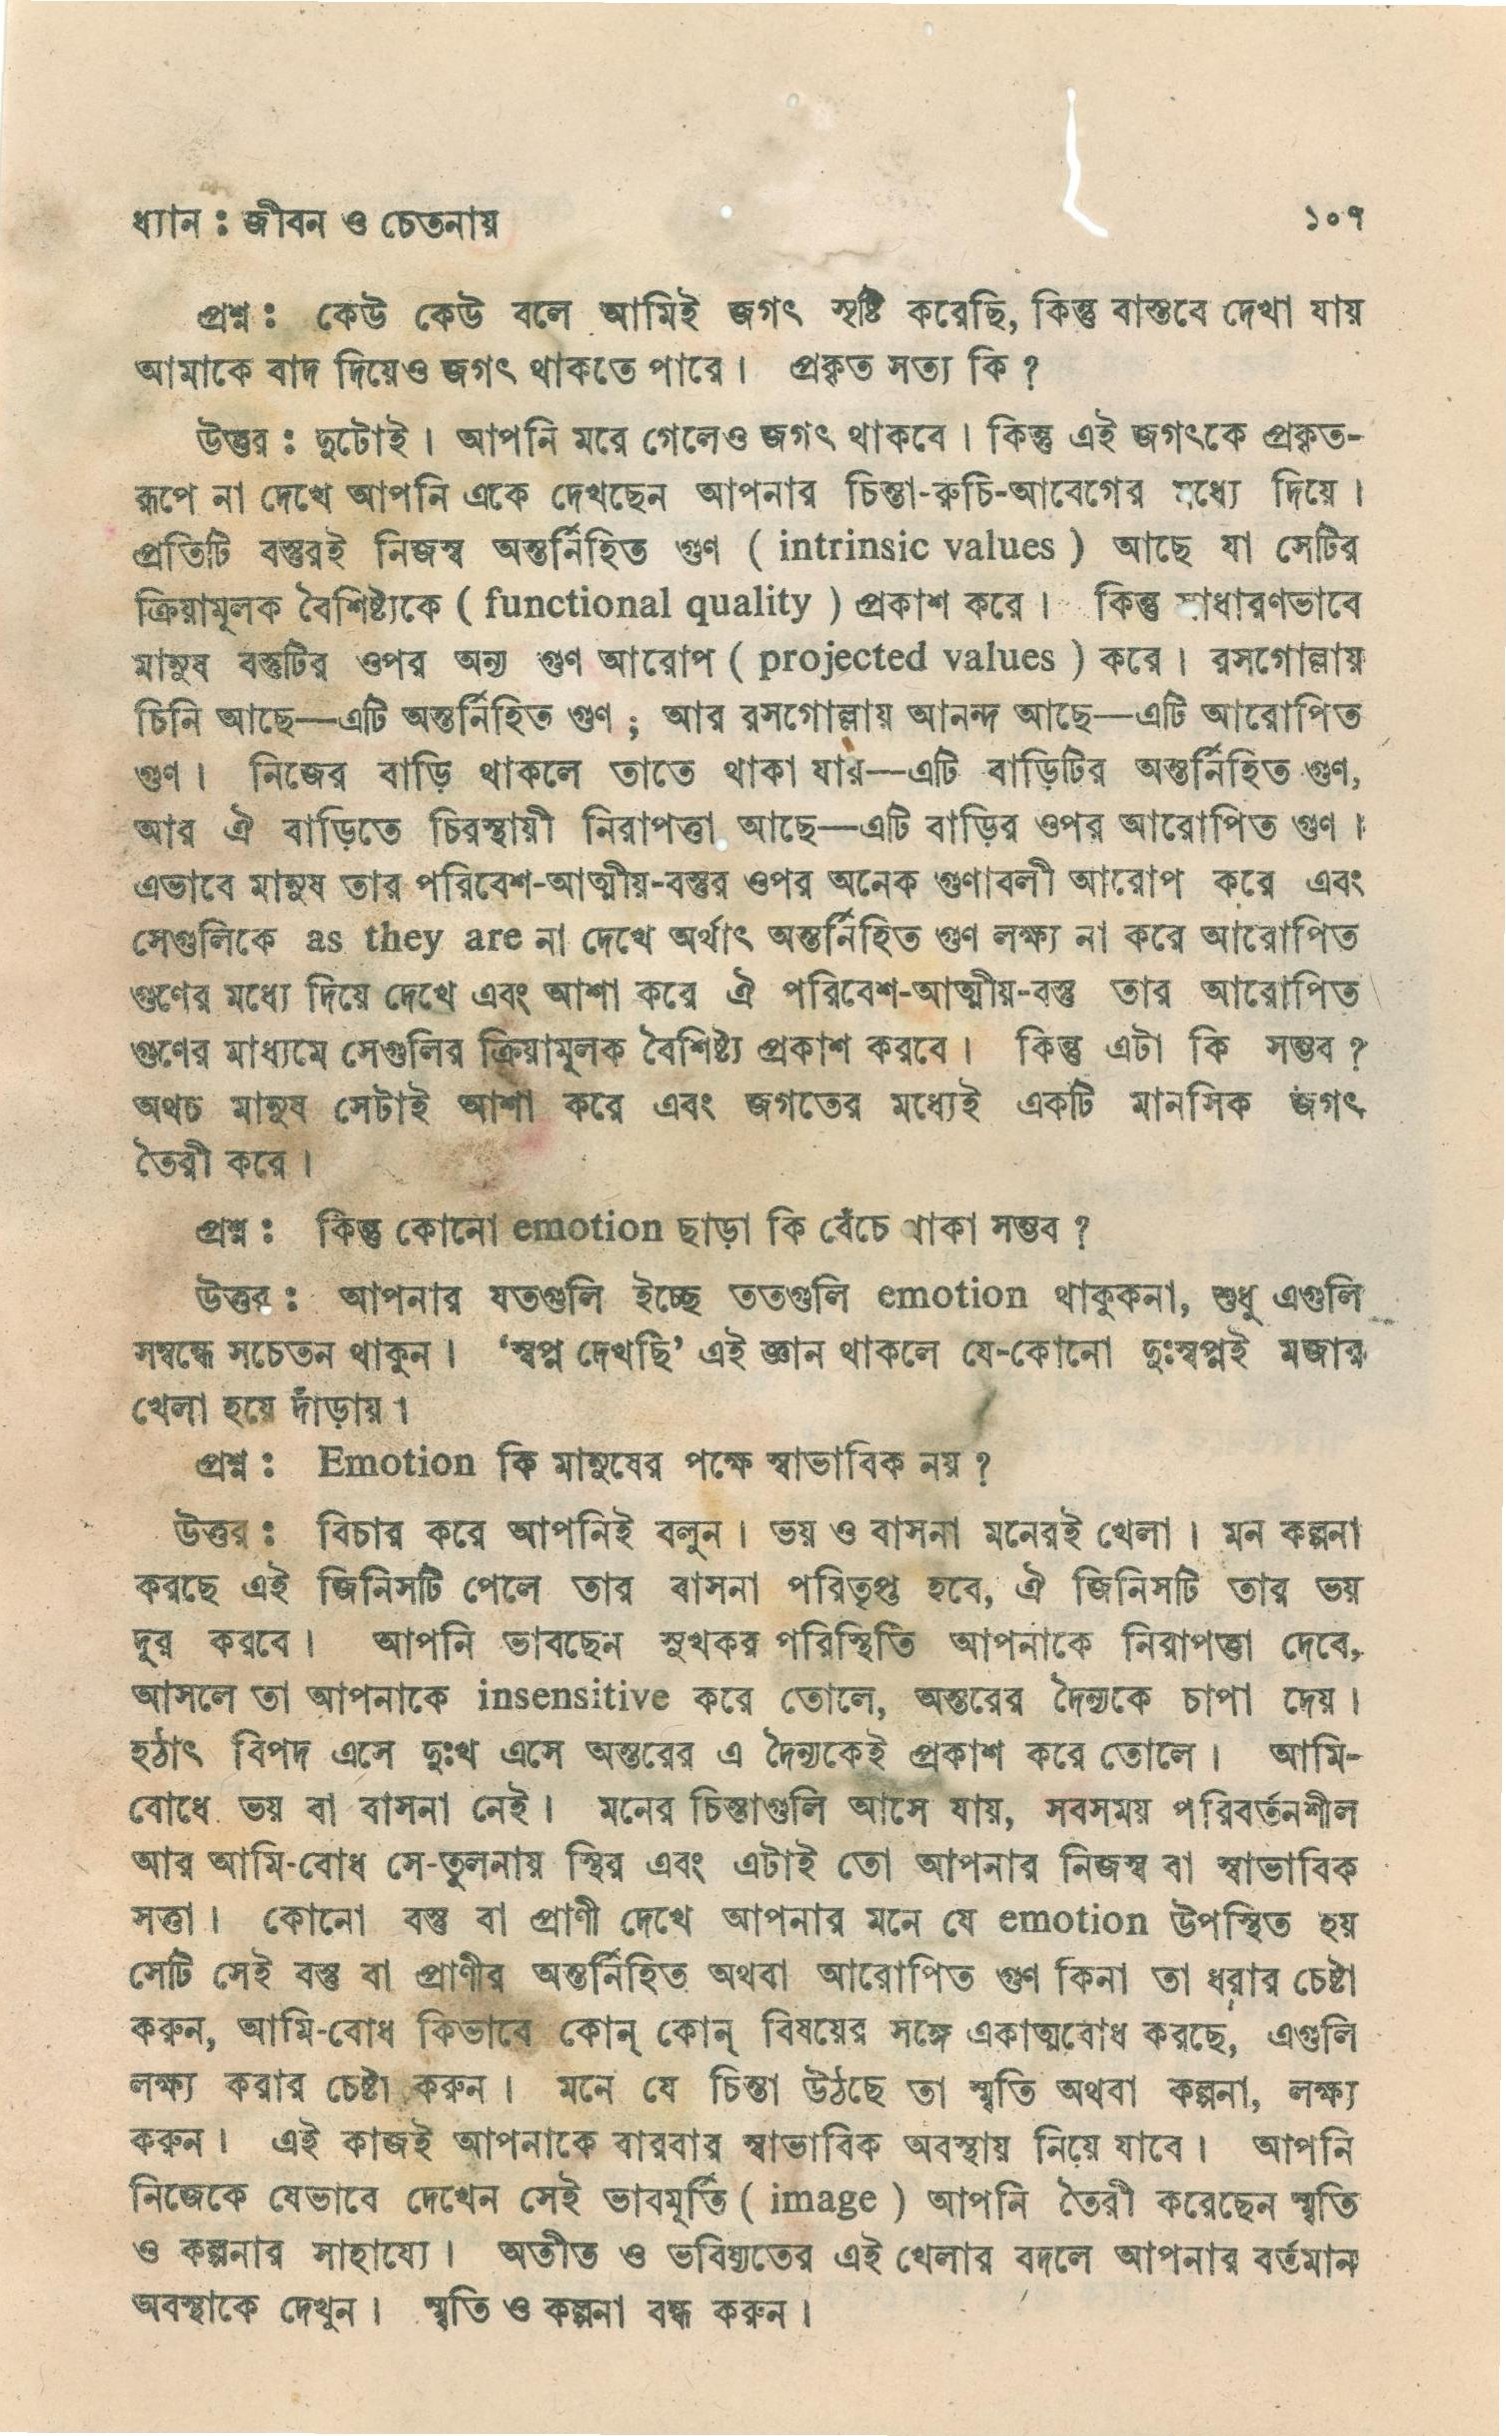 ধ্যান : জীবন ও চেতনায় ১০৭
প্রশ্ন : কেউ কেউ বলে আমিই জগৎ সৃষ্টি করেছি, কিন্তু বাস্তবে দেখা যায়
আমাকে বাদ দিয়েও জগৎ থাকতে পারে। প্রকৃত সত্য কি ?
উত্তর : দুটোই। আপনি মরে গেলেও জগৎ থাকবে। কিন্তু এই জগৎকে প্রকৃত-
রূপে না দেখে আপনি একে দেখছেন আপনার চিন্তা-রুচি-আবেগের মধ্যে দিয়ে।
প্রতিটি বস্তুরই নিজস্ব অন্তর্নিহিত গুণ ( intrinsic values ) আছে যা সেটির
ক্রিয়ামূলক বৈশিষ্ট্যকে ( functional quality ) প্রকাশ করে। কিন্তু সাধারণভাবে
মানুষ বস্তুটির ওপর অন্য গুণ আরোপ ( projected values ) করে। রসগোল্লায়
চিনি আছে—এটি অন্তর্নিহিত গুণ ; আর রসগোল্লায় আনন্দ আছে—এটি আরোপিত
গুণ। নিজের বাড়ি থাকলে তাতে থাকা যার—এটি বাড়িটির অন্তর্নিহিত গুণ,
আর ঐ বাড়িতে চিরস্থায়ী নিরাপত্তা আছে—এটি বাড়ির ওপর আরোপিত গুণ।
এভাবে মানুষ তার পরিবেশ-আত্মীয়-বস্তুর ওপর অনেক গুণাবলী আরোপ করে এবং
সেগুলিকে as they are না দেখে অর্থাৎ অন্তর্নিহিত গুণ লক্ষ্য না করে আরোপিত
গুণের মধ্যে দিয়ে দেখে এবং আশা করে ঐ পরিবেশ-আত্মীয়-বস্তু তার আরোপিত
গুণের মাধ্যমে সেগুলির ক্রিয়ামূলক বৈশিষ্ট্য প্রকাশ করবে। কিন্তু এটা কি সম্ভব ?
অথচ মানুষ সেটাই আশা করে এবং জগতের মধ্যেই একটি মানসিক জগৎ
তৈরী করে।
প্রশ্ন : কিন্তু কোনো emotion ছাড়া কি বেঁচে থাকা সম্ভব ?
উত্তর : আপনার যতগুলি ইচ্ছে ততগুলি emotion থাকুকনা, শুধু এগুলি
সম্বন্ধে সচেতন থাকুন। ‘স্বপ্ন দেখছি’ এই জ্ঞান থাকলে যে-কোনো দুঃস্বপ্নই মজার
খেলা হয়ে দাঁড়ায়।
প্রশ্ন : Emotion কি মানুষের পক্ষে স্বাভাবিক নয় ?
উত্তর : বিচার করে আপনিই বলুন। ভয় ও বাসনা মনেরই খেলা। মন কল্পনা
করছে এই জিনিসটি পেলে তার বাসনা পরিতৃপ্ত হবে, ঐ জিনিসটি তার ভয়
দূর করবে। আপনি ভাবছেন সুখকর পরিস্থিতি আপনাকে নিরাপত্তা দেবে,
আসলে তা আপনাকে insensitive করে তোলে, অন্তরের দৈন্যকে চাপা দেয়।
হঠাৎ বিপদ এসে দুঃখ এসে অন্তরের এ দৈন্যকেই প্রকাশ করে তোলে। আমি-
বোধে ভয় বা বাসনা নেই। মনের চিন্তাগুলি আসে যায়, সবসময় পরিবর্তনশীল
আর আমি-বোধ সে-তুলনায় স্থির এবং এটাই তো আপনার নিজস্ব বা স্বাভাবিক
সত্তা। কোনো বস্তু বা প্রাণী দেখে আপনার মনে যে emotion উপস্থিত হয়
সেটি সেই বস্তু বা প্রাণীর অন্তর্নিহিত অথবা আরোপিত গুণ কিনা তা ধরার চেষ্টা
করুন, আমি-বোধ কিভাবে কোন্ কোন্ বিষয়ের সঙ্গে একাত্মবোধ করছে, এগুলি
লক্ষ্য করার চেষ্টা করুন। মনে যে চিন্তা উঠছে তা স্মৃতি অথবা কল্পনা, লক্ষ্য
করুন। এই কাজই আপনাকে বারবার স্বাভাবিক অবস্থায় নিয়ে যাবে। আপনি
নিজেকে যেভাবে দেখেন সেই ভাবমূর্তি ( image ) আপনি তৈরী করেছেন স্মৃতি
ও কল্পনার সাহায্যে। অতীত ও ভবিষ্যতের এই খেলার বদলে আপনার বর্তমান
অবস্থাকে দেখুন। স্মৃতি ও কল্পনা বন্ধ করুন।